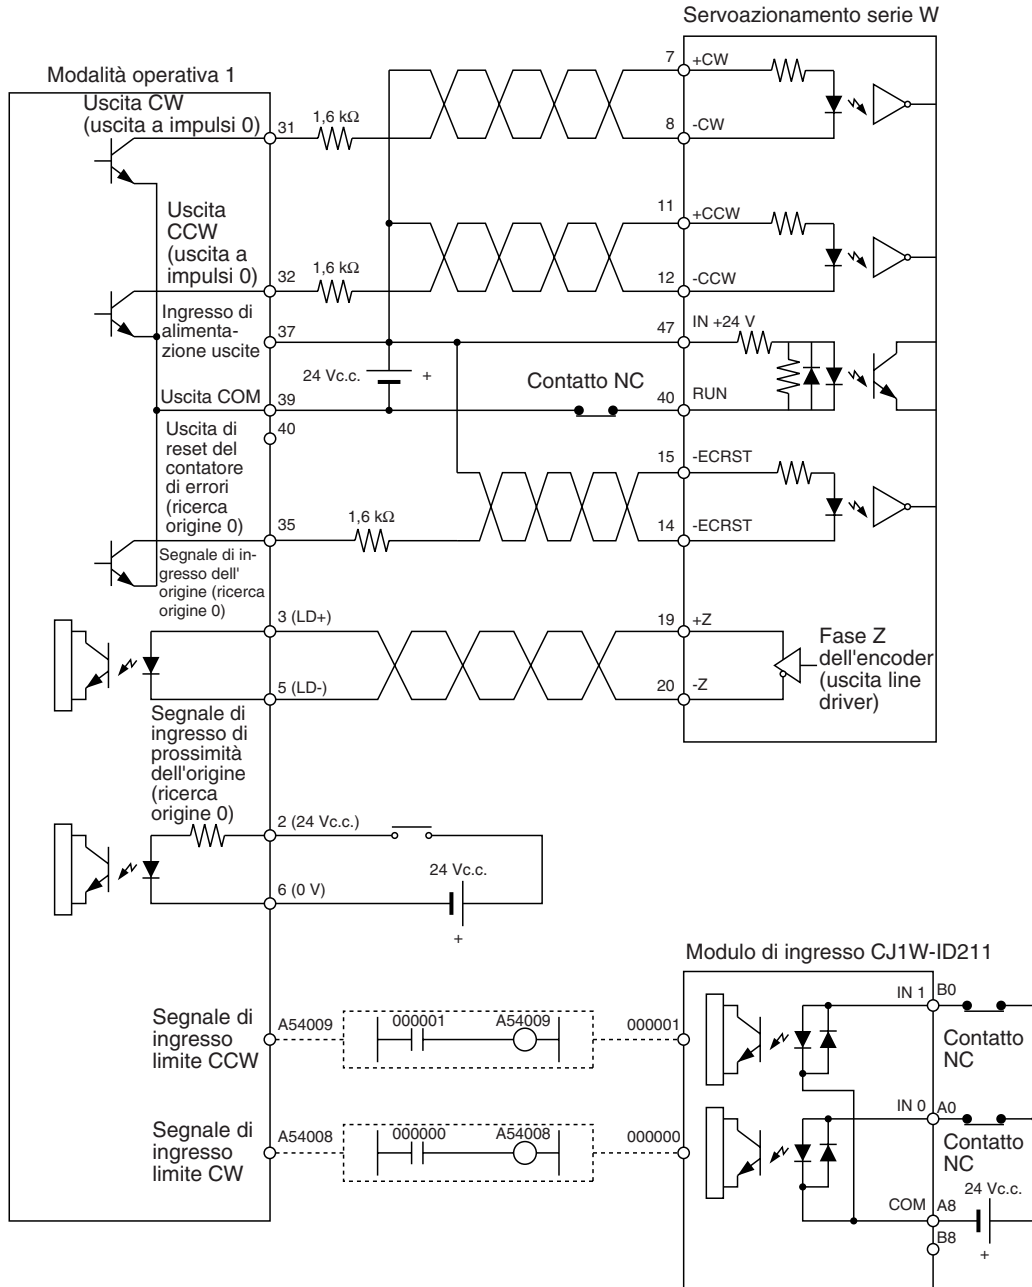 Servoazionamento serie W
Modalità operativa 1
Uscita CW
(uscita a impulsi 0)
31
1,6 kΩ
7
+CW
8
-CW
Uscita
CCW
(uscita a
impulsi 0)
32
1,6 kΩ
11
+CCW
12
-CCW
Ingresso di
alimenta-
zione uscite
37
24 Vc.c.
+
47
IN +24 V
Contatto NC
Uscita COM
39
40
RUN
40
Uscita di
reset del
contatore
di errori
(ricerca
origine 0)
35
1,6 kΩ
15
-ECRST
14
-ECRST
Segnale di in-
gresso dell'
origine (ricerca
origine 0)
3 (LD+)
5 (LD-)
19
+Z
20
-Z
Fase Z
dell'encoder
(uscita line
driver)
Segnale di
ingresso di
prossimità
dell'origine
(ricerca
origine 0)
2 (24 Vc.c.)
6 (0 V)
24 Vc.c.
+
Modulo di ingresso CJ1W-ID211
Segnale di
ingresso
limite CCW
A54009
000001
A54009
000001
IN 1
B0
Contatto
NC
Segnale di
ingresso
limite CW
A54008
000000
A54008
000000
IN 0
A0
Contatto
NC
COM
A8
24 Vc.c.
+
B8